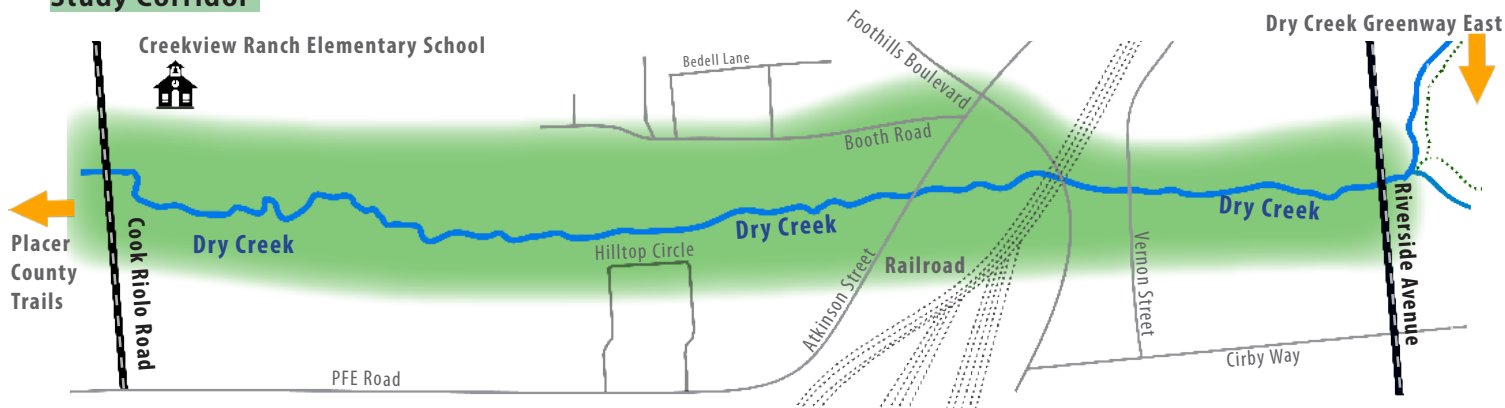 Study Corridor
Creekview Ranch Elementary School
Bedell Lane
Foothills Boulevard
Dry Creek Greenway East
Booth Road
Placer
County
Trails
Cook Riolo Road
Dry Creek
Hilltop Circle
Dry Creek
Railroad
Atkinson Street
Vernon Street
Dry Creek
Riverside Avenue
PFE Road
Cirby Way